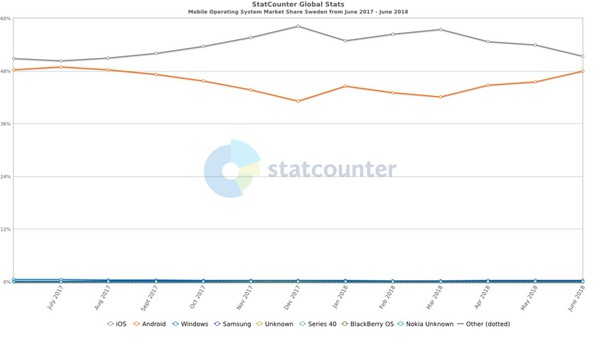 StatCounter Global Stats
Mobile Operating System Market Share Sweden from June 2017 - June 2018
60%
48%
36%
24%
12%
0%
statcounter
July 2017
Aug 2017
Sept 2017
Oct 2017
Nov 2017
Dec 2017
Jan 2018
Feb 2018
Mar 2018
Apr 2018
May 2018
June 2018
iOS Android Windows Samsung Unknown Series 40 BlackBerry OS Nokia Unknown Other (dotted)